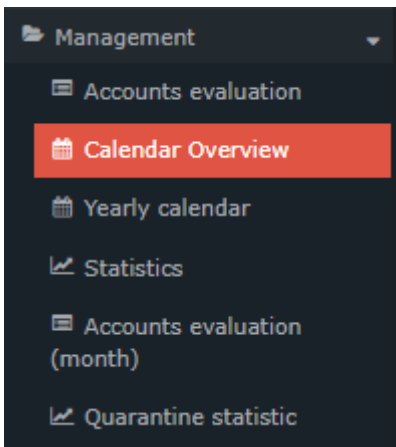 Management
Accounts evaluation
Calendar Overview
Yearly calendar
Statistics
Accounts evaluation
(month)
Quarantine statistic